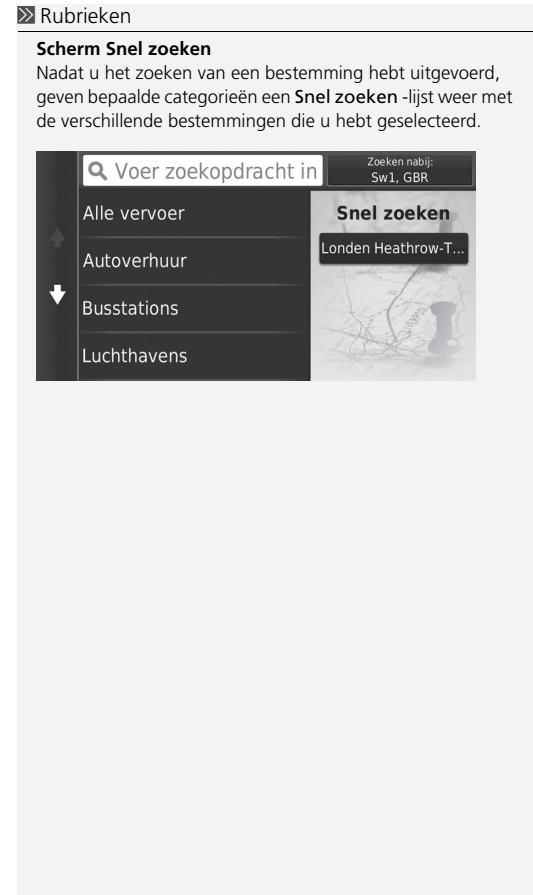 Rubrieken
Scherm Snel zoeken
Nadat u het zoeken van een bestemming hebt uitgevoerd,
geven bepaalde categorieën een Snel zoeken -lijst weer met
de verschillende bestemmingen die u hebt geselecteerd.
Voer zoekopdracht in
Zoeken nabij:
Sw1, GBR
Alle vervoer
Autoverhuur
Busstations
Luchthavens
Snel zoeken
Londen Heathrow-T...